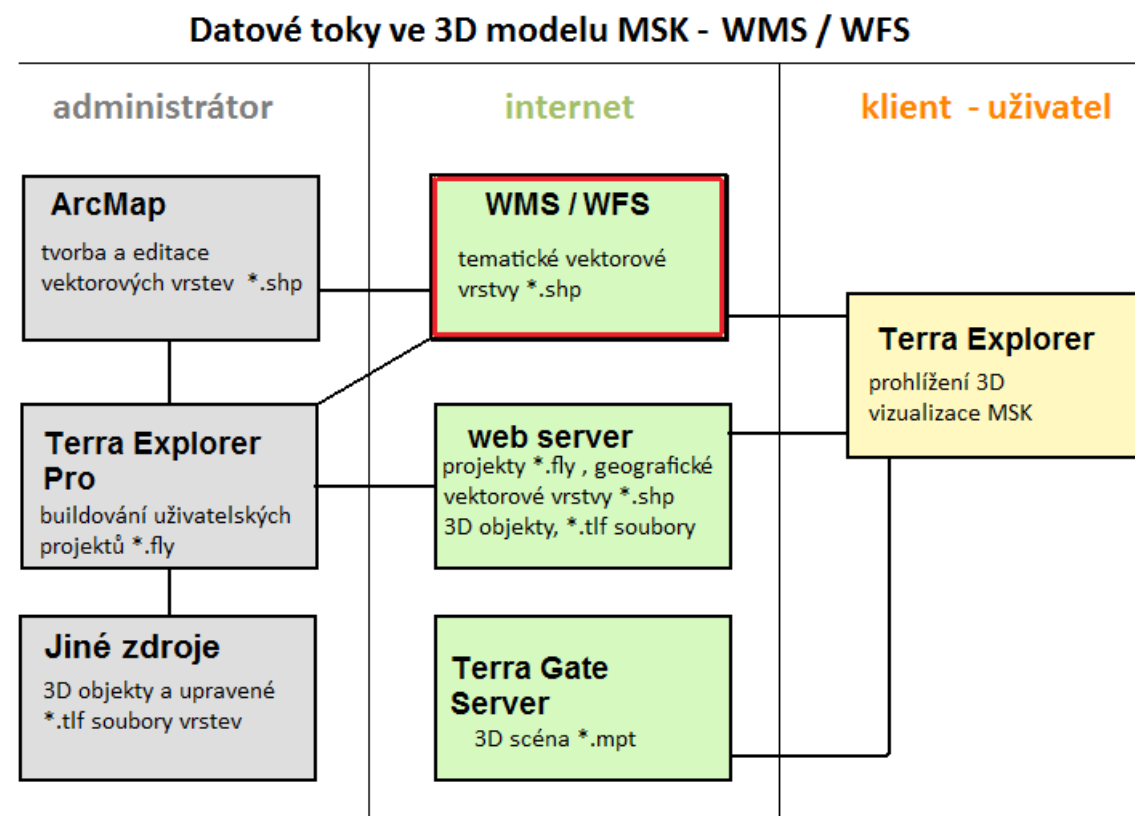 Datové toky ve 3D modelu MSK - WMS / WFS
administrátor
internet
klient - uživatel
ArcMap
tvorba a editace
vektorových vrstev *.shp
WMS / WFS
tematické vektorové
vrstvy *.shp
Terra Explorer
prohlížení 3D
vizualizace MSK
Terra Explorer
Pro
buildování uživatelských
projektů *.fly
web server
projekty *.fly , geografické
vektorové vrstvy *.shp
3D objekty, *.tlf soubory
Jiné zdroje
3D objekty a upravené
*.tlf soubory vrstev
Terra Gate
Server
3D scéna *.mpt